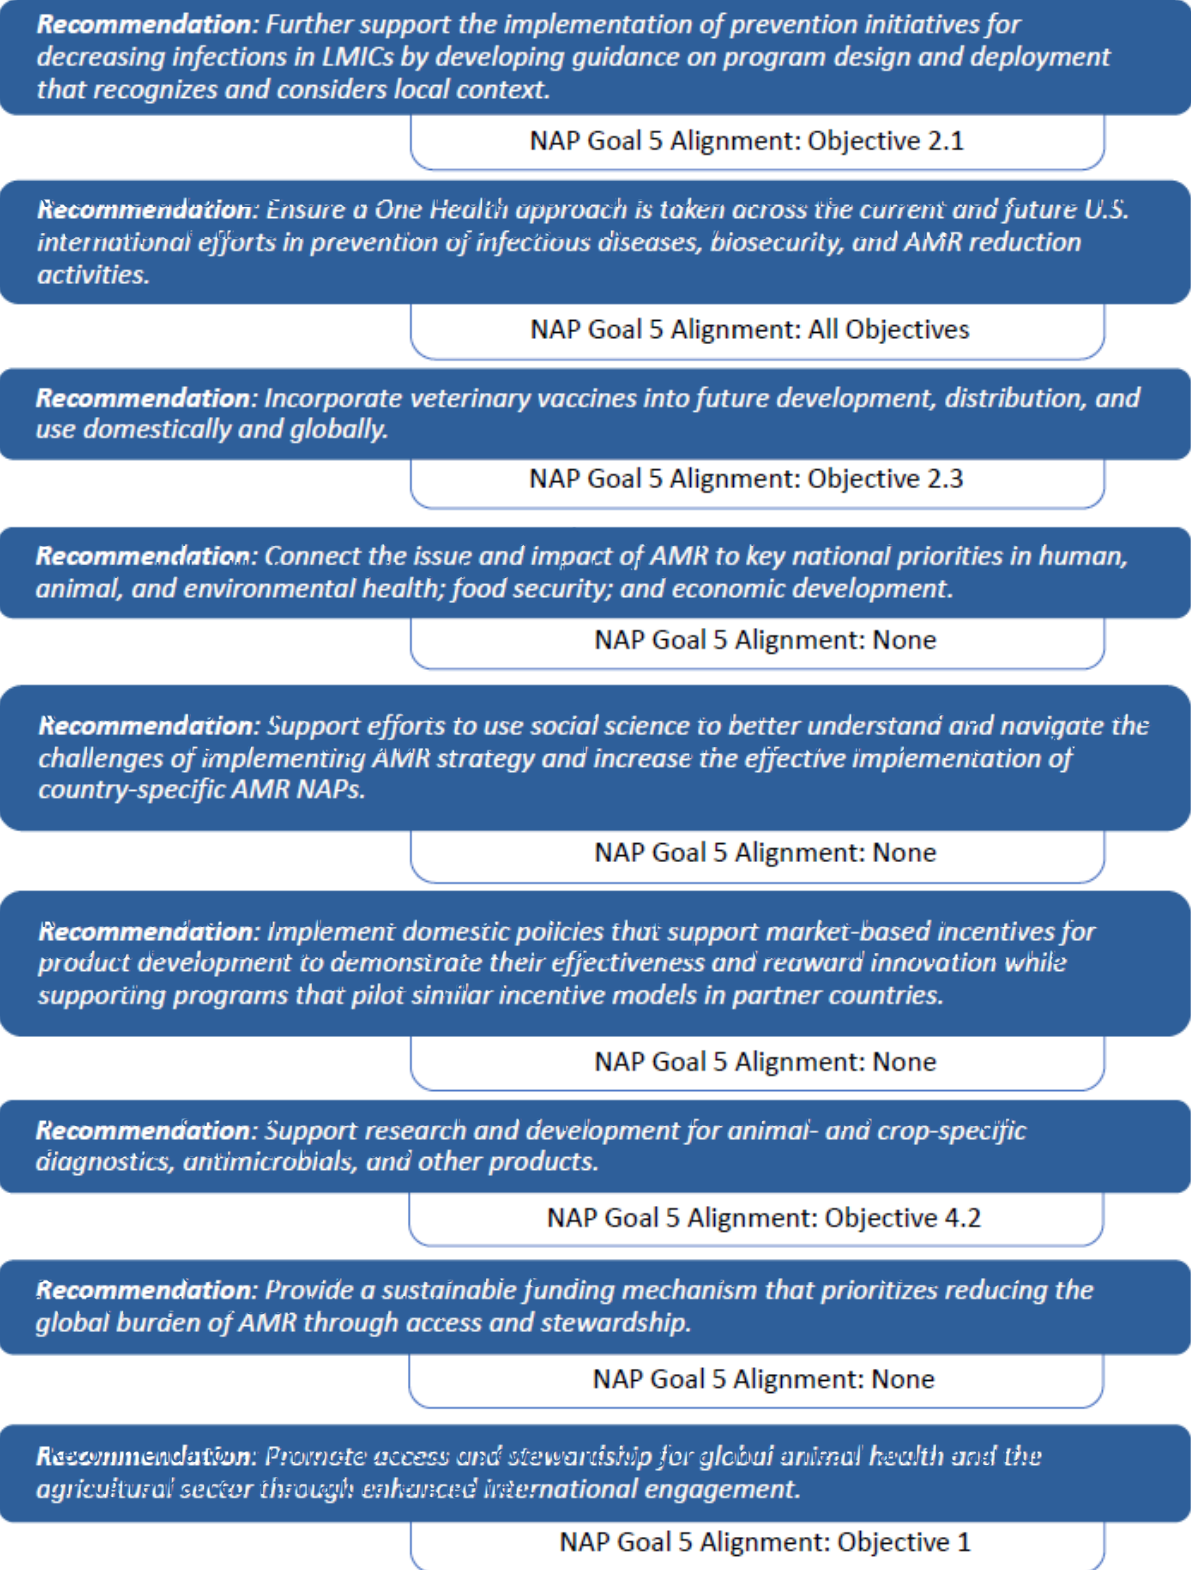 Recommendation: Further support the implementation of prevention initiatives for
decreasing infections in LMICs by developing guidance on program design and deployment
that recognizes and considers local context.
NAP Goal 5 Alignment: Objective 2.1
Recommendation: Ensure a One Health approach is taken across the current and future U.S.
international efforts in prevention of infectious diseases, biosecurity, and AMR reduction
activities.
NAP Goal 5 Alignment: All Objectives
Recommendation: Incorporate veterinary vaccines into future development, distribution, and
use domestically and globally.
NAP Goal 5 Alignment: Objective 2.3
Recommendation: Connect the issue and impact of AMR to key national priorities in human,
animal, and environmental health; food security; and economic development.
NAP Goal 5 Alignment: None
Recommendation: Support efforts to use social science to better understand and navigate the
challenges of implementing AMR strategy and increase the effective implementation of
country-specific AMR NAPs.
NAP Goal 5 Alignment: None
Recommendation: Implement domestic policies that support market-based incentives for
product development to demonstrate their effectiveness and reaward innovation while
supporting programs that pilot similar incentive models in partner countries.
NAP Goal 5 Alignment: None
Recommendation: Support research and development for animal- and crop-specific
diagnostics, antimicrobials, and other products.
NAP Goal 5 Alignment: Objective 4.2
Recommendation: Provide a sustainable funding mechanism that prioritizes reducing the
global burden of AMR through access and stewardship.
NAP Goal 5 Alignment: None
Recommendation: Promote access and stewardship for global animal health and the
agricultural sector through enhanced international engagement.
NAP Goal 5 Alignment: Objective 1